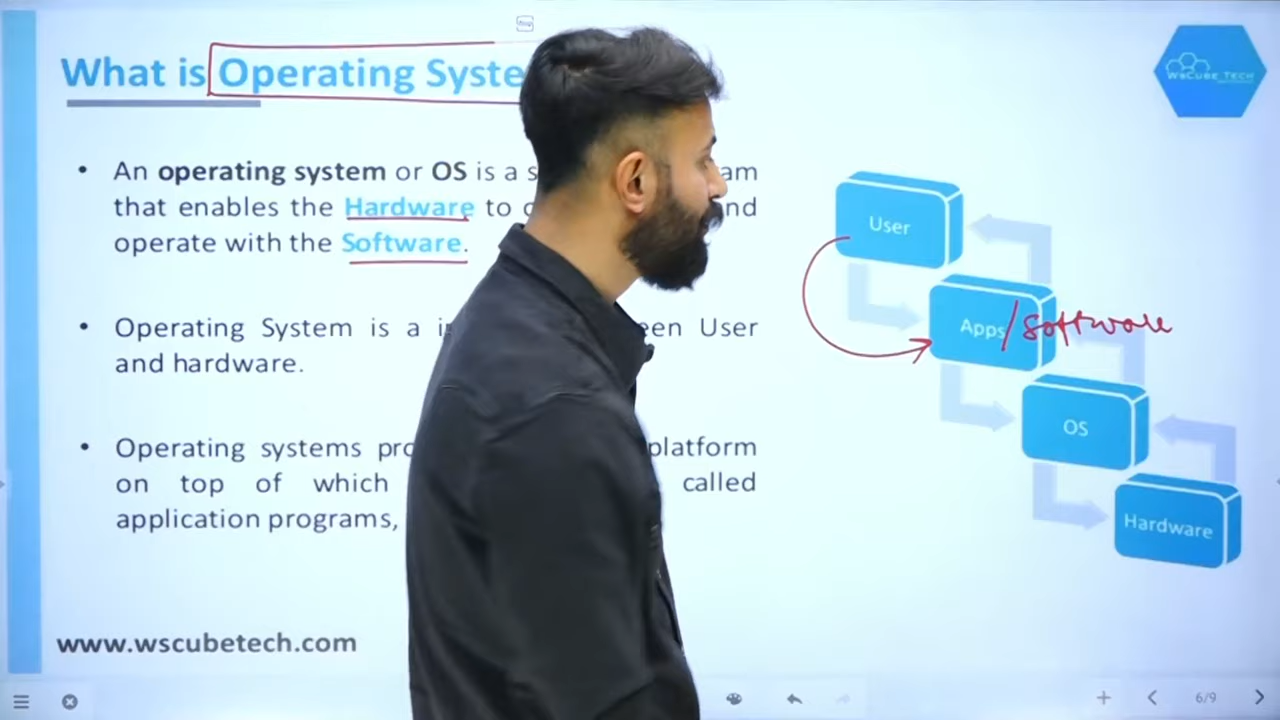 What is Operating Syste
WsCube Tech
An operating system or OS is a s am
that enables the Hardware to nd
operate with the Software.
Operating System is a een User
and hardware.
Operating systems pro platform
on top of which called
application programs,
www.wscubetech.com
User
Apps/Software
OS
Hardware
6/9